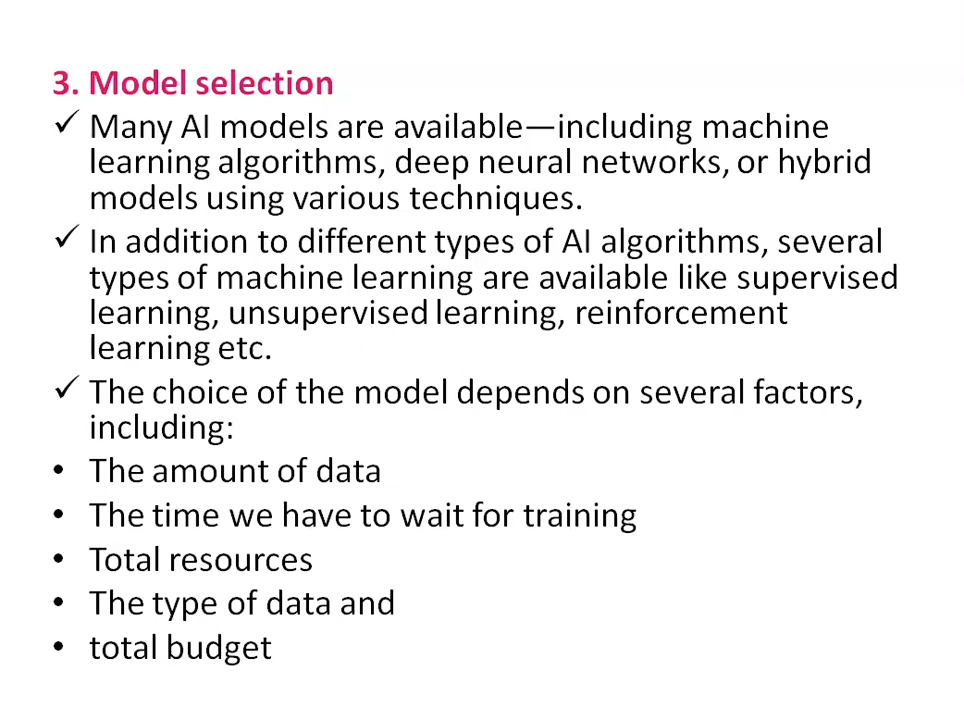 3. Model selection
✓ Many AI models are available—including machine
learning algorithms, deep neural networks, or hybrid
models using various techniques.
✓ In addition to different types of AI algorithms, several
types of machine learning are available like supervised
learning, unsupervised learning, reinforcement
learning etc.
✓ The choice of the model depends on several factors,
including:
• The amount of data
• The time we have to wait for training
• Total resources
• The type of data and
• total budget